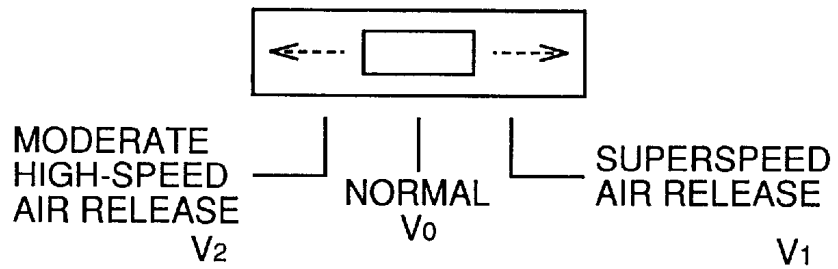 MODERATE
HIGH-SPEED
AIR RELEASE
V2
NORMAL
V0
SUPERSPEED
AIR RELEASE
V1